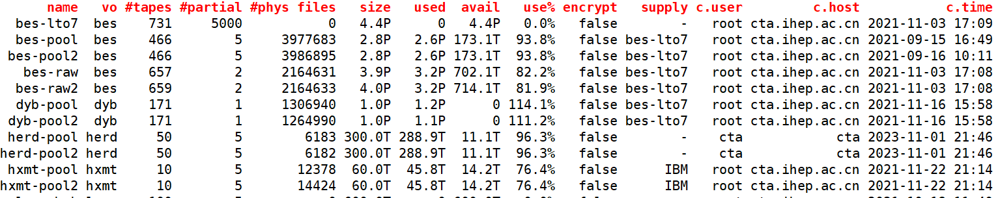 name vo #tapes #partial #phys files size used avail use% encrypt supply c.user c.host c.time
bes-lto7 bes 731 5000 0 4.4P 0 4.4P 0.0% false - root cta.ihep.ac.cn 2021-11-03 17:09
bes-pool bes 466 5 3977683 2.8P 2.6P 173.1T 93.8% false bes-lto7 root cta.ihep.ac.cn 2021-09-15 16:49
bes-pool2 bes 466 5 3986895 2.8P 2.6P 173.1T 93.8% false bes-lto7 root cta.ihep.ac.cn 2021-09-16 10:11
bes-raw bes 657 2 2164631 3.9P 3.2P 702.1T 82.2% false bes-lto7 root cta.ihep.ac.cn 2021-11-03 17:08
bes-raw2 bes 659 2 2164633 4.0P 3.2P 714.1T 81.9% false bes-lto7 root cta.ihep.ac.cn 2021-11-03 17:08
dyb-pool dyb 171 1 1306940 1.0P 1.2P 0 114.1% false bes-lto7 root cta.ihep.ac.cn 2021-11-16 15:58
dyb-pool2 dyb 171 1 1264990 1.0P 1.1P 0 111.2% false bes-lto7 root cta.ihep.ac.cn 2021-11-16 15:58
herd-pool herd 50 5 6183 300.0T 288.9T 11.1T 96.3% false - cta cta 2023-11-01 21:46
herd-pool2 herd 50 5 6182 300.0T 288.9T 11.1T 96.3% false - cta cta 2023-11-01 21:46
hxmt-pool hxmt 10 5 12378 60.0T 45.8T 14.2T 76.4% false IBM root cta.ihep.ac.cn 2021-11-22 21:14
hxmt-pool2 hxmt 10 5 14424 60.0T 45.8T 14.2T 76.4% false IBM root cta.ihep.ac.cn 2021-11-22 21:14